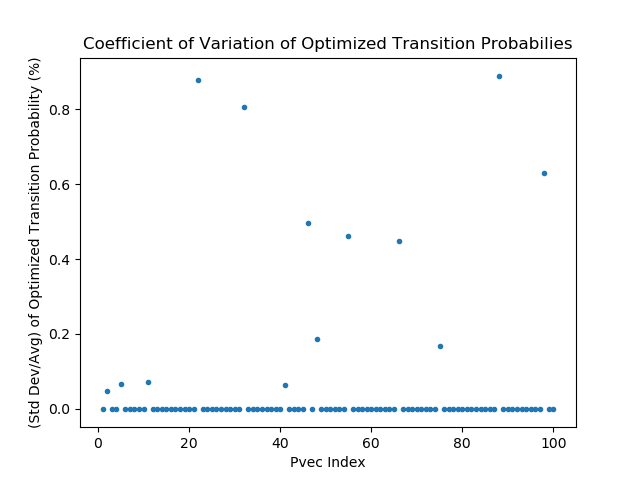 Coefficient of Variation of Optimized Transition Probabilies
(Std Dev/Avg) of Optimized Transition Probability (%)
0.8
0.6
0.4
0.2
0.0
0 20 40 60 80 100
Pvec Index